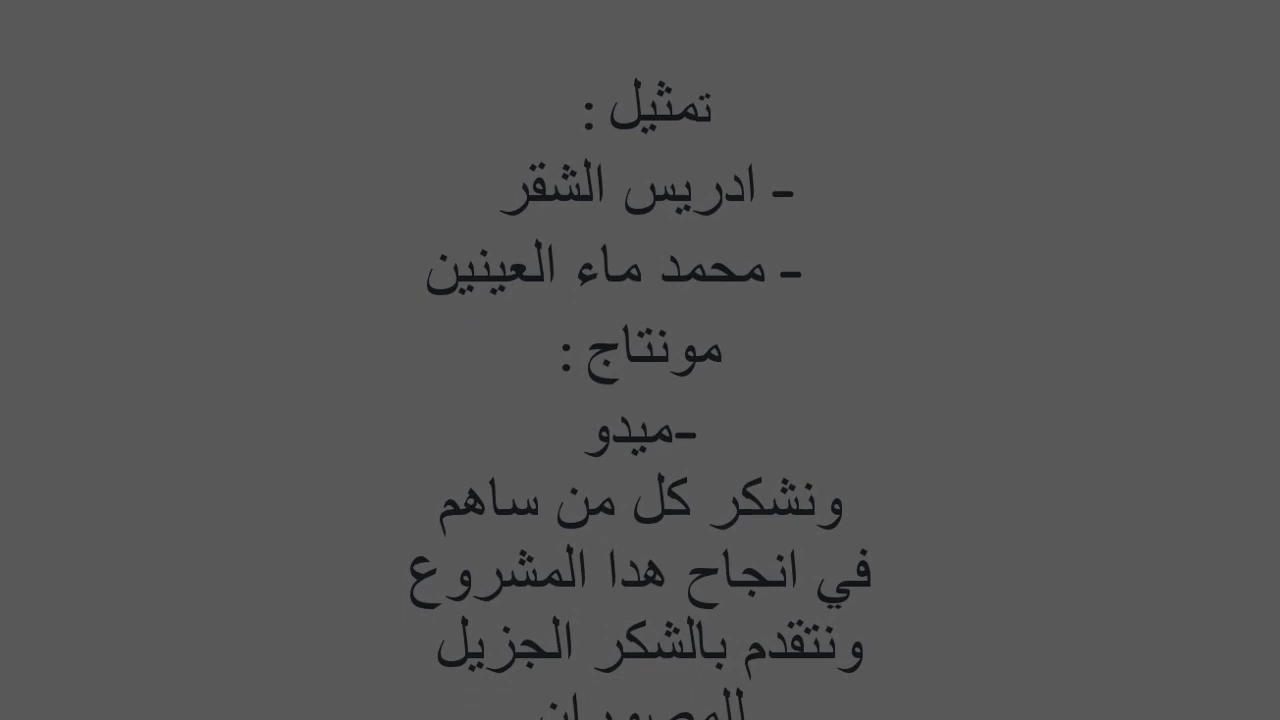 تمثيل :
- ادريس الشقر
- محمد ماء العينين
مونتاج :
-ميدو
ونشكر كل من ساهم
في انجاح هدا المشروع
ونتقدم بالشكر الجزيل